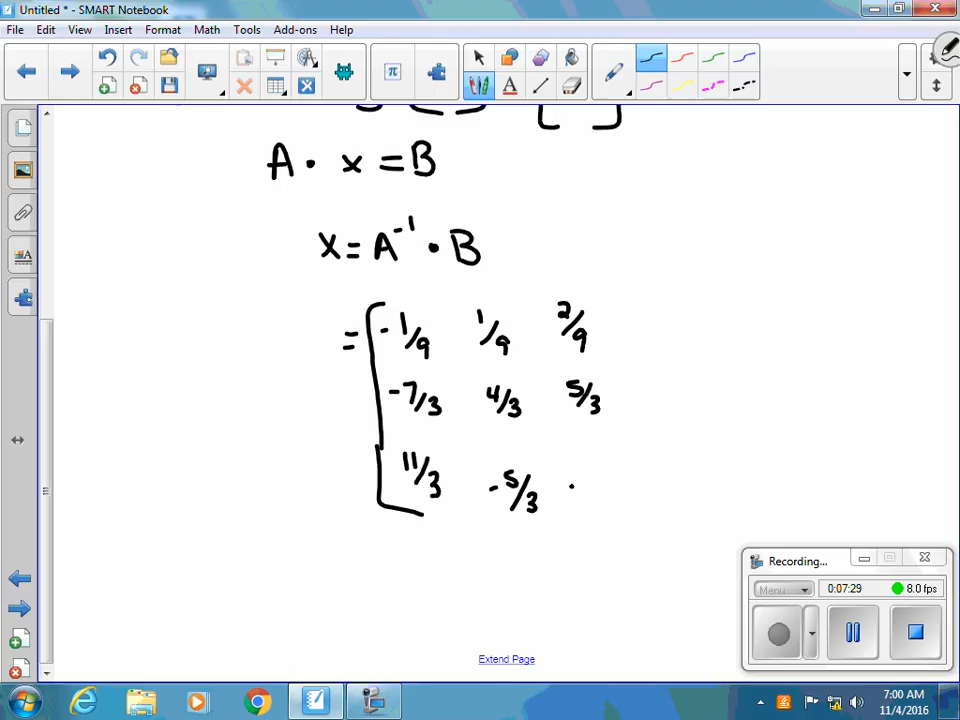 Untitled * - SMART Notebook
File Edit View Insert Format Math Tools Add-ons Help
A · x = B
x = A⁻¹ · B
= [ -1/9 1/9 2/9
-7/3 4/3 5/3
11/3 -5/3
Recording...
Menu 0:07:29 8.0 fps
Extend Page
7:00 AM
11/4/2016